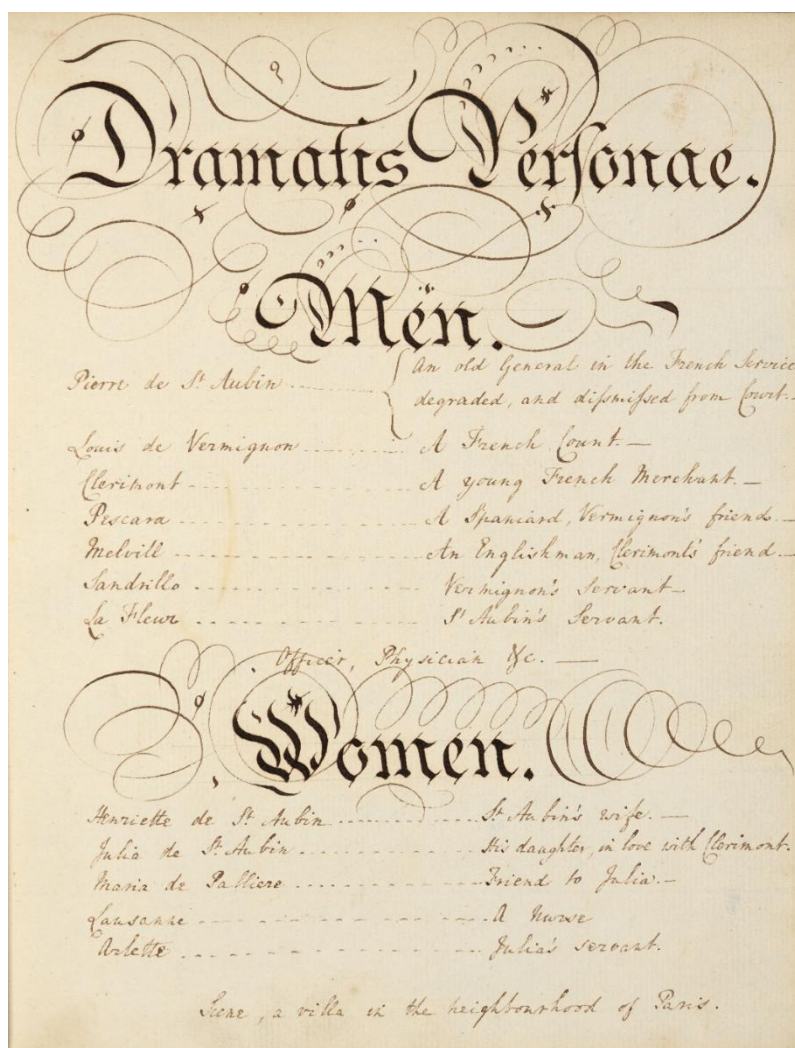 Dramatis Perſonae.
Men.
Pierre de St. Aubin { An old General in the French Service
degraded, and diſsmiſsed from Court. -
Louis de Vermignon - A French Count. -
Clerimont - A young French Merchant. -
Pescara - A Spaniard, Vermignon's friend. -
Melville - An Englishman, Clerimont's friend. -
Sandrillo - Vermignon's Servant -
La Fleur - St Aubin's Servant.
Officer, Physician &c. -
Women.
Henriette de St. Aubin - St. Aubin's wife. -
Julia de St. Aubin - His daughter, in love with Clerimont.
Maria de Palliere - Friend to Julia. -
Lausanne - A Nurse
Arlette - Julia's servant.
Scene, a villa in the neighbourhood of Paris.